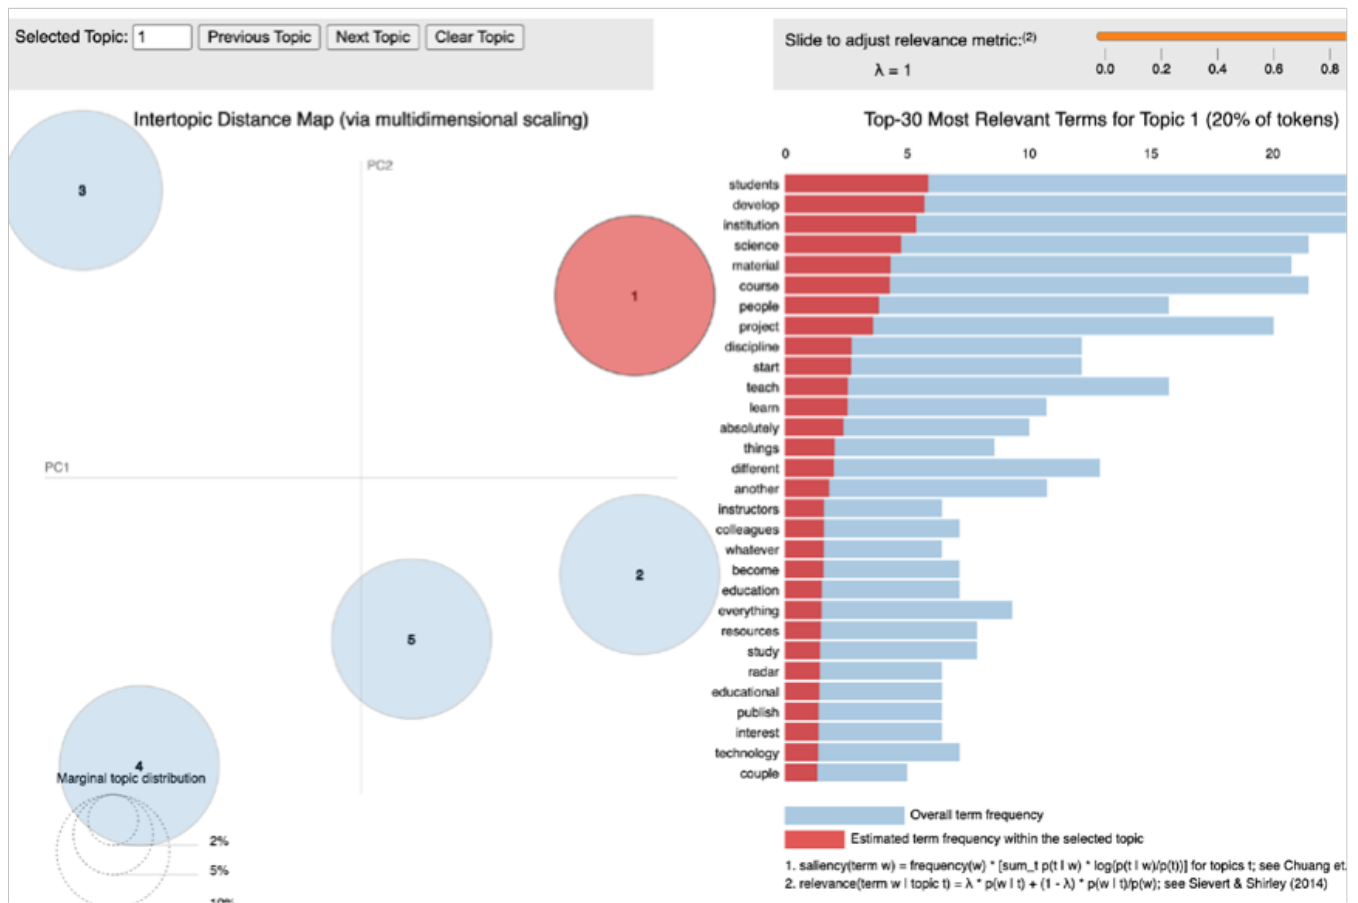 Selected Topic: 1 Previous Topic Next Topic Clear Topic
Slide to adjust relevance metric:(2)
λ = 1
0.0 0.2 0.4 0.6 0.8
Intertopic Distance Map (via multidimensional scaling)
PC2
PC1
3
1
2
5
4
Marginal topic distribution
2%
5%
10%
Top-30 Most Relevant Terms for Topic 1 (20% of tokens)
0 5 10 15 20
students
develop
institution
science
material
course
people
project
discipline
start
teach
learn
absolutely
things
different
another
instructors
colleagues
whatever
become
education
everything
resources
study
radar
educational
publish
interest
technology
couple
Overall term frequency
Estimated term frequency within the selected topic
1. saliency(term w) = frequency(w) * [sum_t p(t | w) * log(p(t | w)/p(t))] for topics t; see Chuang et.
2. relevance(term w | topic t) = λ * p(w | t) + (1 - λ) * p(w | t)/p(w); see Sievert & Shirley (2014)